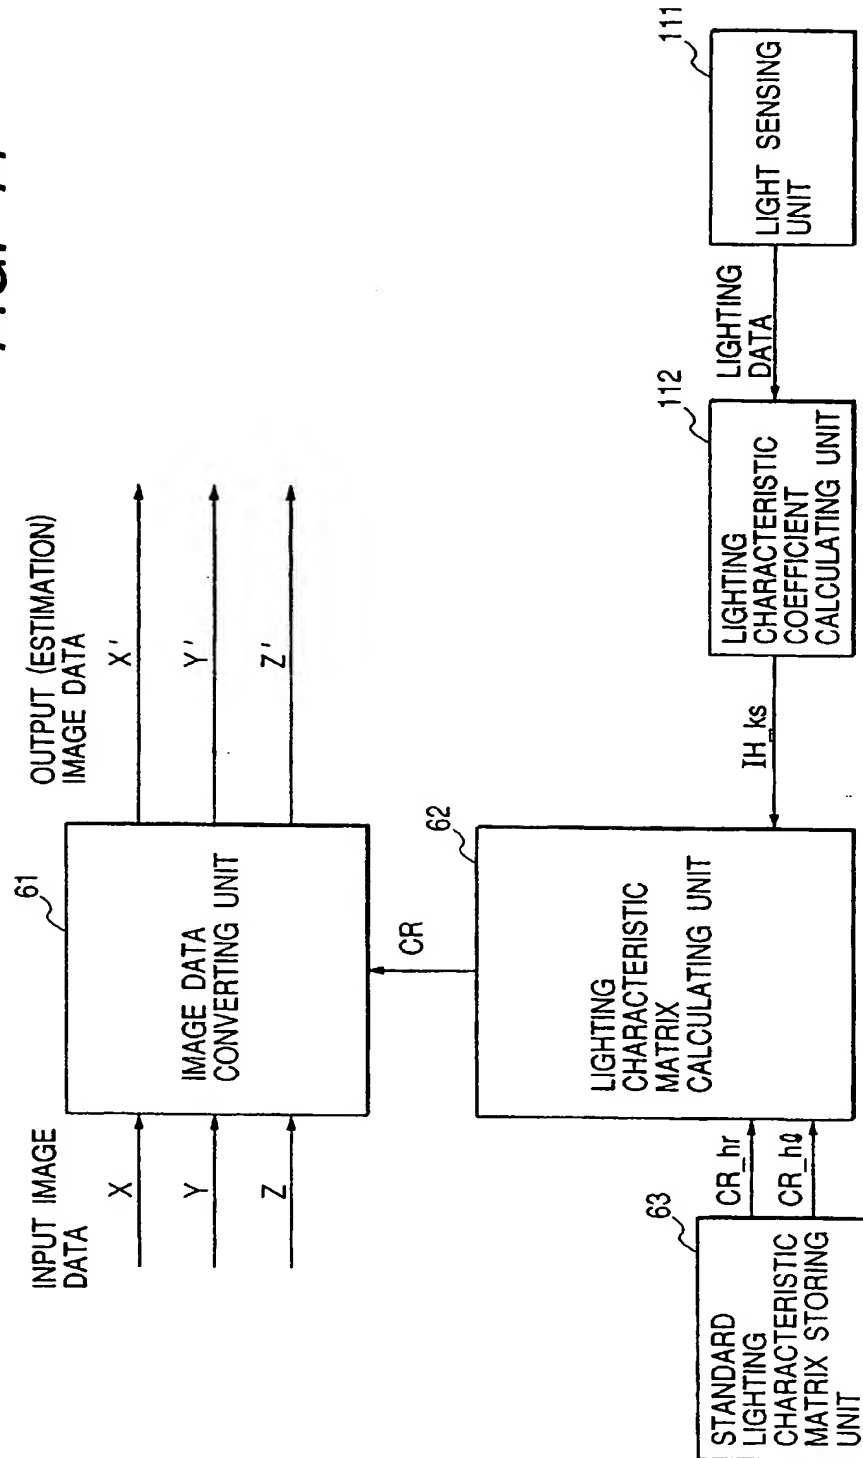 INPUT IMAGE
DATA
X
Y
Z
61
IMAGE DATA
CONVERTING UNIT
OUTPUT (ESTIMATION)
IMAGE DATA
X'
Y'
Z'
CR
62
LIGHTING
CHARACTERISTIC
MATRIX
CALCULATING UNIT
63
STANDARD
LIGHTING
CHARACTERISTIC
MATRIX STORING
UNIT
CR_hr
CR_hℓ
IH_ks
112
LIGHTING
CHARACTERISTIC
COEFFICIENT
CALCULATING UNIT
LIGHTING
DATA
111
LIGHT SENSING
UNIT